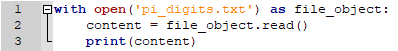 1 with open('pi_digits.txt') as file_object:
2     content = file_object.read()
3     print(content)